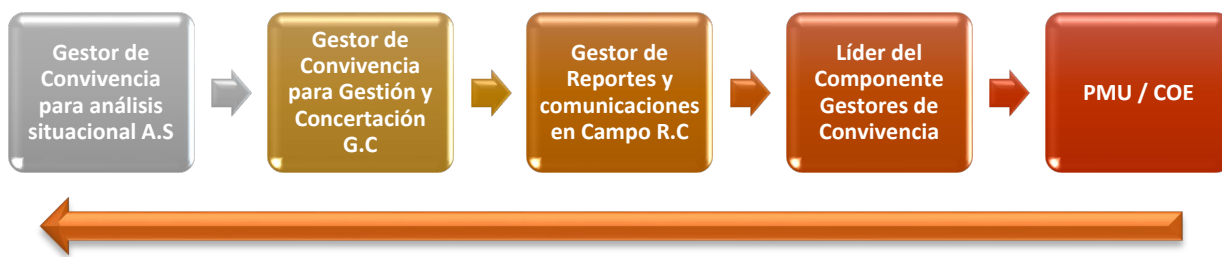 Gestor de
Convivencia
para análisis
situacional A.S
Gestor de
Convivencia
para Gestión y
Concertación
G.C
Gestor de
Reportes y
comunicaciones
en Campo R.C
Líder del
Componente
Gestores de
Convivencia
PMU / COE